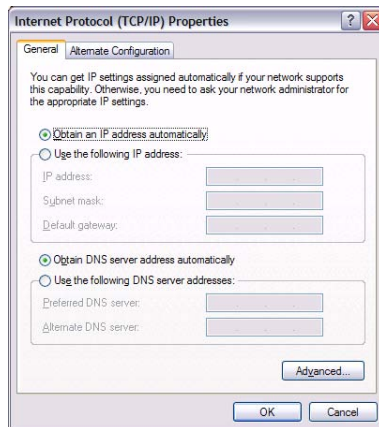 Internet Protocol (TCP/IP) Properties
General
Alternate Configuration
You can get IP settings assigned automatically if your network supports
this capability. Otherwise, you need to ask your network administrator for
the appropriate IP settings.
Obtain an IP address automatically
Use the following IP address:
IP address:
Subnet mask:
Default gateway:
Obtain DNS server address automatically
Use the following DNS server addresses:
Preferred DNS server:
Alternate DNS server:
Advanced...
OK
Cancel